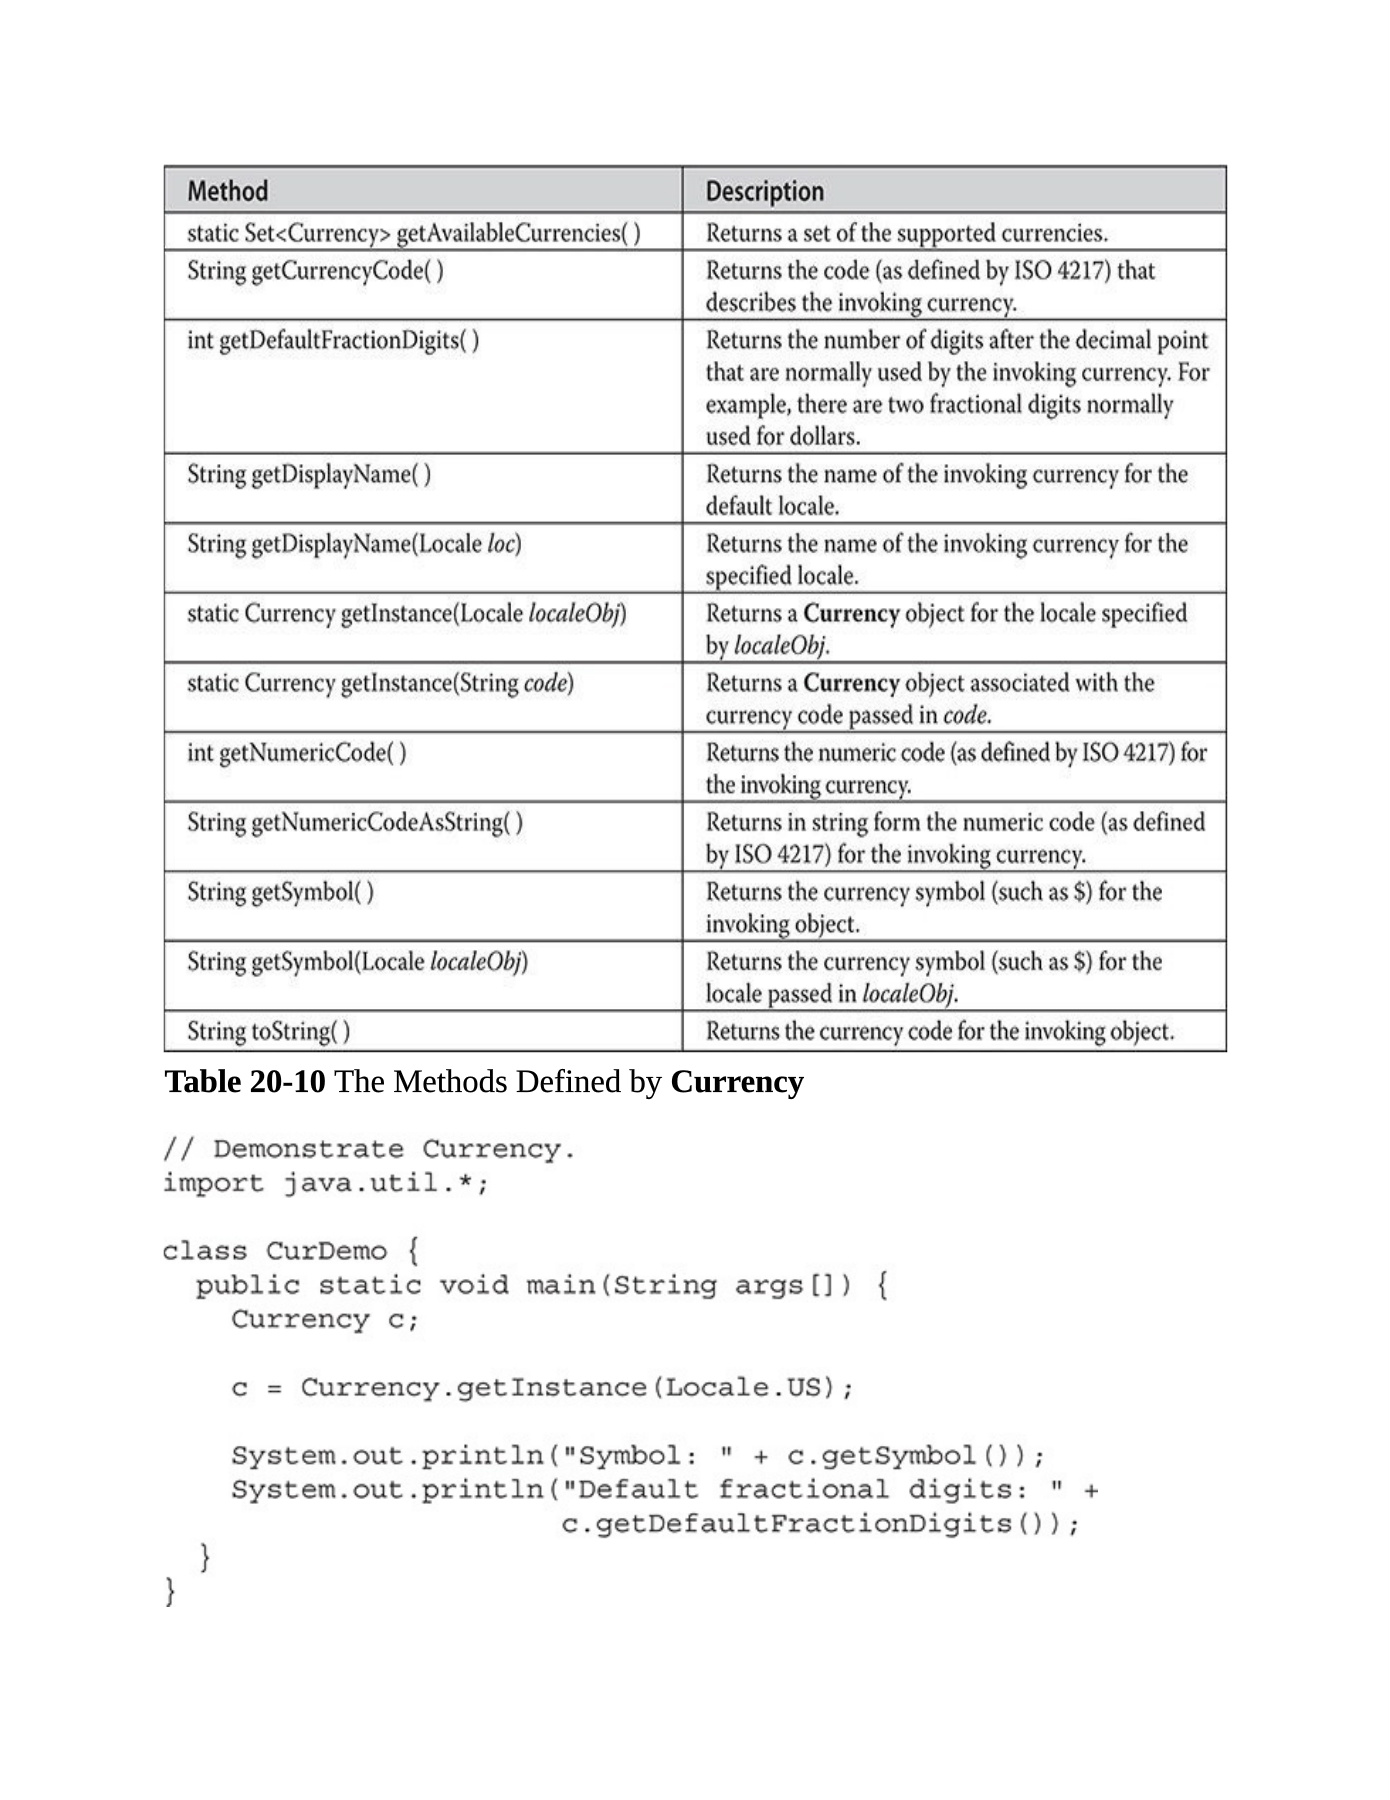 Method Description
static Set<Currency> getAvailableCurrencies( ) Returns a set of the supported currencies.
String getCurrencyCode( ) Returns the code (as defined by ISO 4217) that
describes the invoking currency.
int getDefaultFractionDigits( ) Returns the number of digits after the decimal point
that are normally used by the invoking currency. For
example, there are two fractional digits normally
used for dollars.
String getDisplayName( ) Returns the name of the invoking currency for the
default locale.
String getDisplayName(Locale loc) Returns the name of the invoking currency for the
specified locale.
static Currency getInstance(Locale localeObj) Returns a Currency object for the locale specified
by localeObj.
static Currency getInstance(String code) Returns a Currency object associated with the
currency code passed in code.
int getNumericCode( ) Returns the numeric code (as defined by ISO 4217) for
the invoking currency.
String getNumericCodeAsString( ) Returns in string form the numeric code (as defined
by ISO 4217) for the invoking currency.
String getSymbol( ) Returns the currency symbol (such as $) for the
invoking object.
String getSymbol(Locale localeObj) Returns the currency symbol (such as $) for the
locale passed in localeObj.
String toString( ) Returns the currency code for the invoking object.
Table 20-10 The Methods Defined by Currency
// Demonstrate Currency.
import java.util.*;
class CurDemo {
public static void main(String args[]) {
Currency c;
c = Currency.getInstance(Locale.US);
System.out.println("Symbol: " + c.getSymbol());
System.out.println("Default fractional digits: " +
c.getDefaultFractionDigits());
}
}